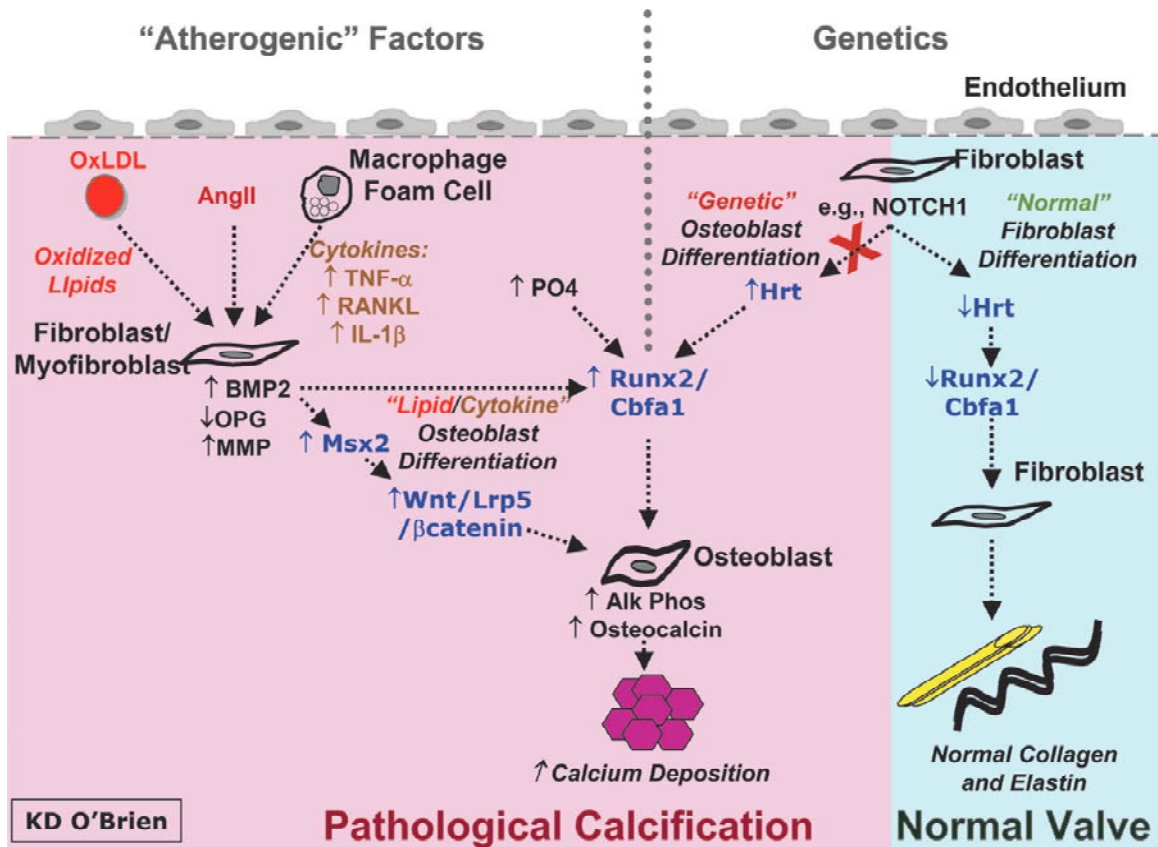 “Atherogenic” Factors
Genetics
Endothelium
OxLDL
AngII
Macrophage
Foam Cell
Oxidized
LIpids
Cytokines:
↑ TNF-α
↑ RANKL
↑ IL-1β
Fibroblast/
Myofibroblast
↑ BMP2
↓OPG
↑MMP
↑ Msx2
“Lipid/Cytokine”
Osteoblast
Differentiation
↑Wnt/Lrp5
/βcatenin
↑ PO4
Fibroblast
e.g., NOTCH1
“Genetic”
Osteoblast
Differentiation
X
↑Hrt
↑ Runx2/
Cbfa1
Osteoblast
↑ Alk Phos
↑ Osteocalcin
↑ Calcium Deposition
“Normal”
Fibroblast
Differentiation
↓Hrt
↓Runx2/
Cbfa1
Fibroblast
Normal Collagen
and Elastin
KD O’Brien
Pathological Calcification
Normal Valve